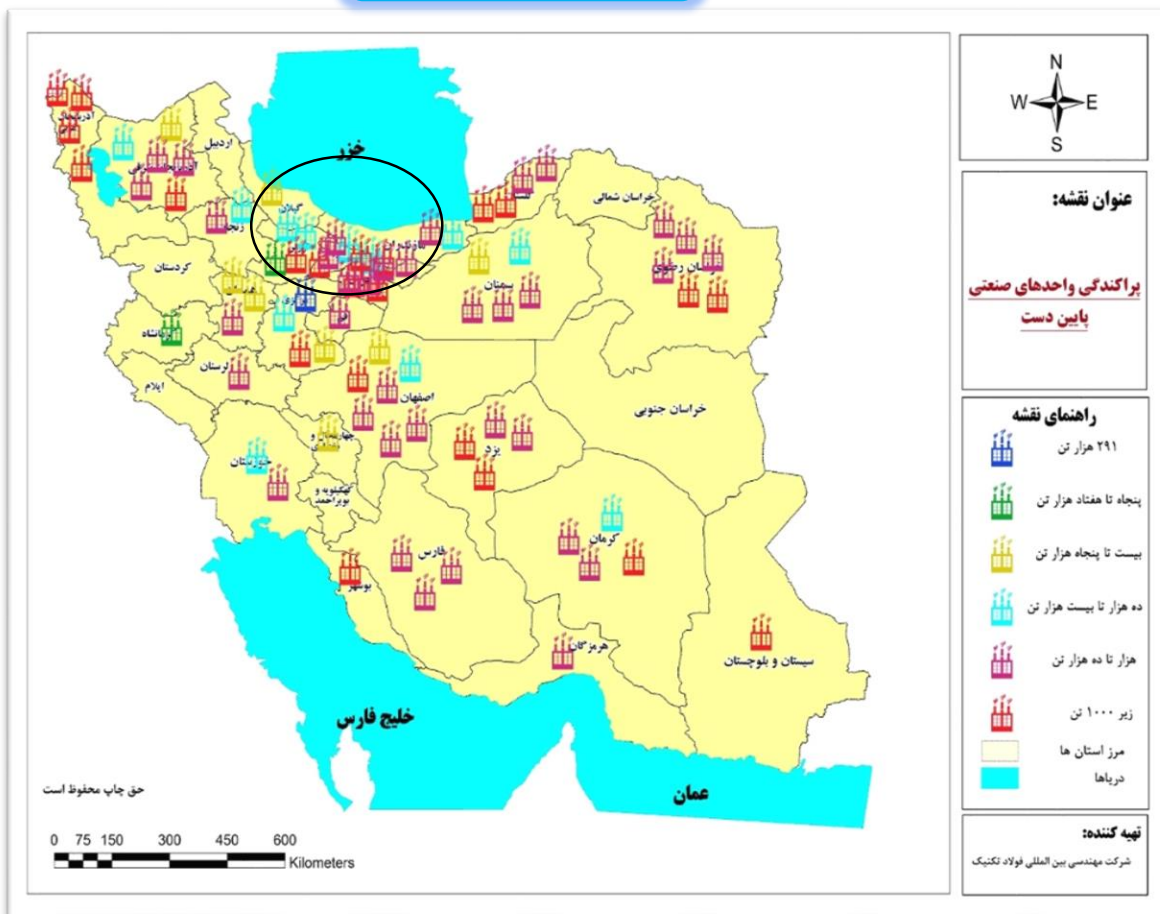 خزر
اردبیل
گیلان
خراسان شمالی
کردستان
سمنان
لرستان
ایلام
اصفهان
خراسان جنوبی
یزد
خوزستان
کهگیلویه و
بویراحمد
فارس
کرمان
بوشهر
هرمزگان
سیستان و بلوچستان
خلیج فارس
عمان
حق چاپ محفوظ است
0 75 150 300 450 600
Kilometers
N
W E
S
عنوان نقشه:
پراکندگی واحدهای صنعتی
پایین دست
راهنمای نقشه
۲۹۱ هزار تن
پنجاه تا هفتاد هزار تن
بیست تا پنجاه هزار تن
ده هزار تا بیست هزار تن
هزار تا ده هزار تن
زیر ۱۰۰۰ تن
مرز استان ها
دریاها
تهیه کننده:
شرکت مهندسی بین المللی فولاد تکنیک